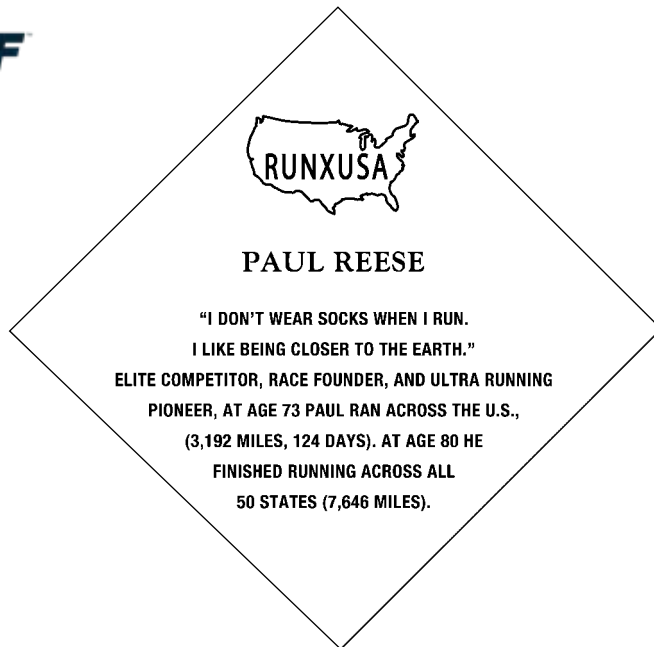 RUNXUSA
PAUL REESE
“I DON’T WEAR SOCKS WHEN I RUN.
I LIKE BEING CLOSER TO THE EARTH.”
ELITE COMPETITOR, RACE FOUNDER, AND ULTRA RUNNING
PIONEER, AT AGE 73 PAUL RAN ACROSS THE U.S.,
(3,192 MILES, 124 DAYS). AT AGE 80 HE
FINISHED RUNNING ACROSS ALL
50 STATES (7,646 MILES).